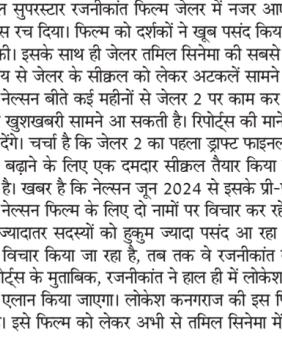 सुपरस्टार रजनीकांत फिल्म जेलर में नजर आए
रच दिया। फिल्म को दर्शकों ने खूब पसंद किय
की। इसके साथ ही जेलर तमिल सिनेमा की सबसे
से जेलर के सीक्वल को लेकर अटकलें सामने
नेल्सन बीते कई महीनों से जेलर 2 पर काम कर
खुशखबरी सामने आ सकती है। रिपोर्ट्स की माने
देंगे। चर्चा है कि जेलर 2 का पहला ड्राफ्ट फाइनल
बढ़ाने के लिए एक दमदार सीक्वल तैयार किया
है। खबर है कि नेल्सन जून 2024 से इसके प्री-
नेल्सन फिल्म के लिए दो नामों पर विचार कर रहे
ज्यादातर सदस्यों को हुकुम ज्यादा पसंद आ रहा
विचार किया जा रहा है, तब तक वे रजनीकांत
के मुताबिक, रजनीकांत ने हाल ही में लोकेश
एलान किया जाएगा। लोकेश कनगराज की इस फि
। इसे फिल्म को लेकर अभी से तमिल सिनेमा में